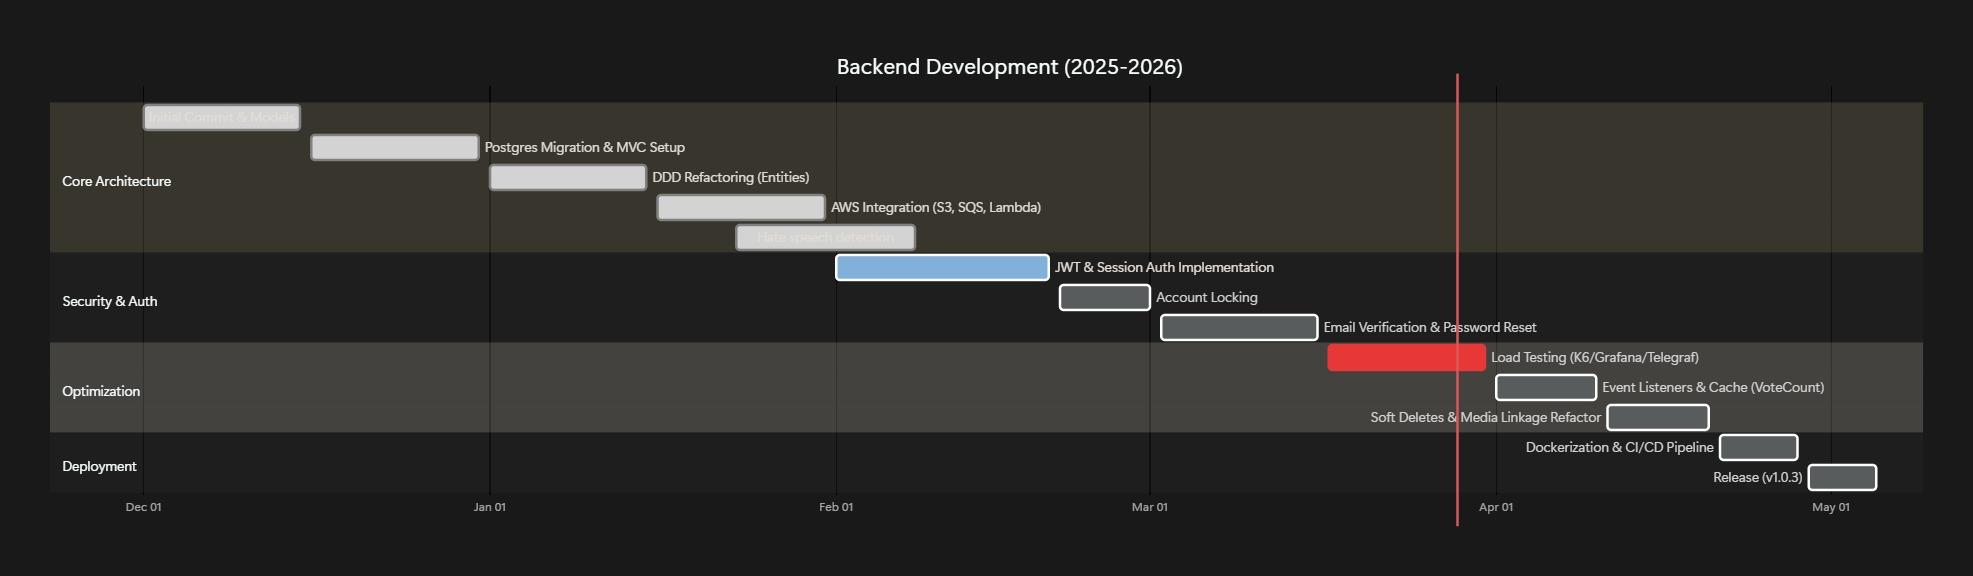 Backend Development (2025-2026)
Core Architecture
Initial Commit & Models
Postgres Migration & MVC Setup
DDD Refactoring (Entities)
AWS Integration (S3, SQS, Lambda)
Hate speech detection
Security & Auth
JWT & Session Auth Implementation
Account Locking
Email Verification & Password Reset
Optimization
Load Testing (K6/Grafana/Telegraf)
Event Listeners & Cache (VoteCount)
Soft Deletes & Media Linkage Refactor
Deployment
Dockerization & CI/CD Pipeline
Release (v1.0.3)
Dec 01
Jan 01
Feb 01
Mar 01
Apr 01
May 01